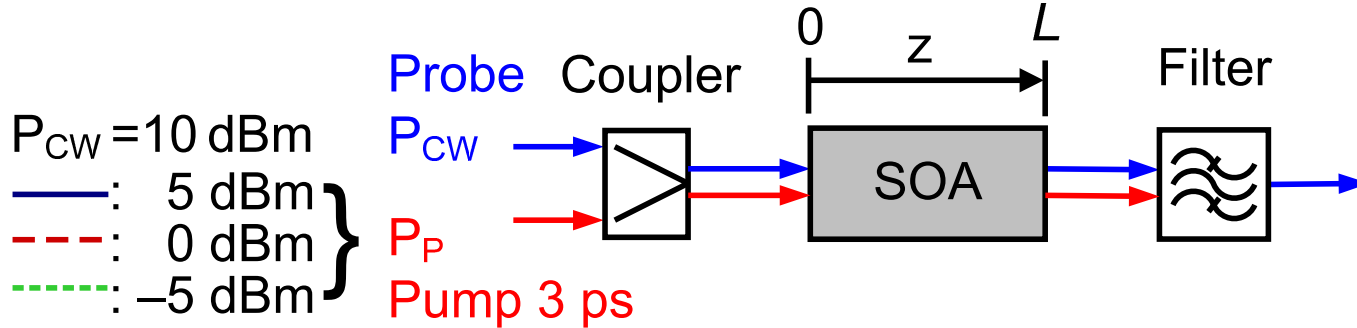 P_CW =10 dBm
: 5 dBm
: 0 dBm
: –5 dBm
}
Probe
P_CW
P_P
Pump 3 ps
Coupler
0
z
L
SOA
Filter